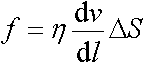 f = η dv/dl ΔS